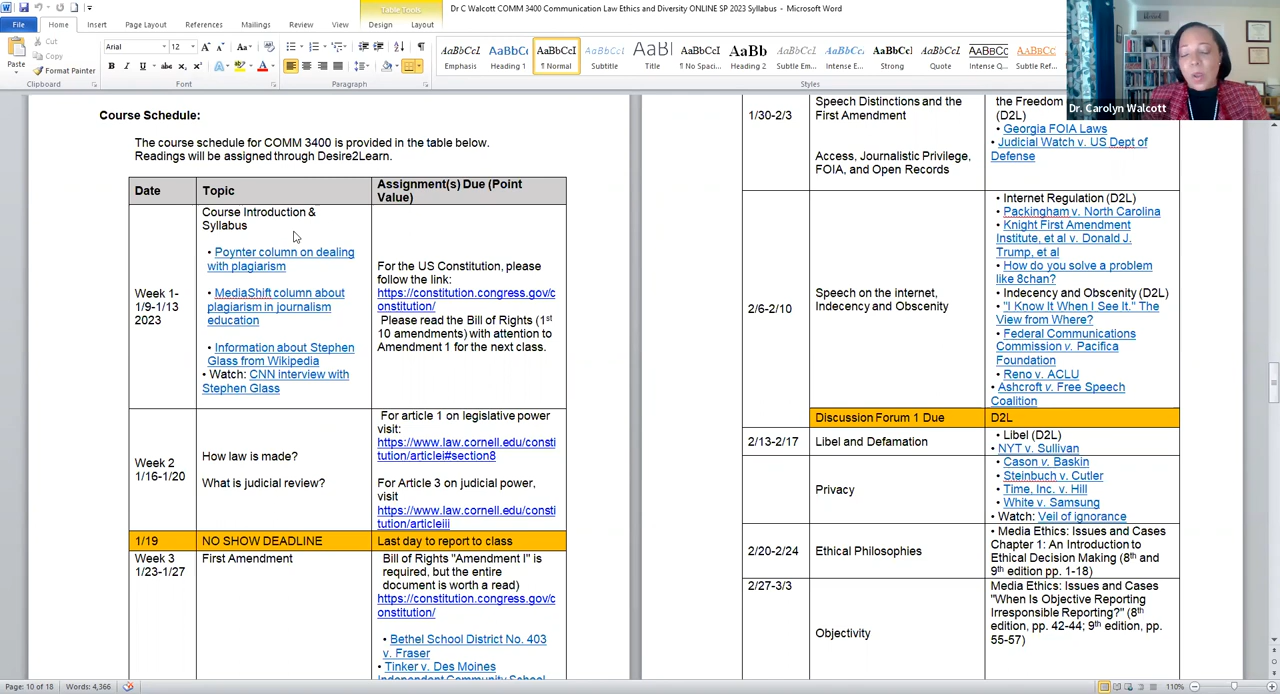 Table Tools
Dr C Walcott COMM 3400 Communication Law Ethics and Diversity ONLINE SP 2023 Syllabus - Microsoft Word
File
Home
Insert
Page Layout
References
Mailings
Review
View
Design
Layout
Cut
Copy
Format Painter
Paste
Arial
12
Clipboard
Font
Paragraph
Styles
AaBbCcI
Emphasis
AaBbCc
Heading 1
AaBbCcI
¶ Normal
AaBbCcI
Subtitle
AaBl
Title
AaBbCcI
¶ No Spaci...
AaBb
Heading 2
AaBbCcI
Subtle Em...
AaBbCc
Intense E...
AaBbCcI
Strong
AaBbCc
Quote
AABBCC
Intense Q...
AABBCC
Subtle Ref...
Dr. Carolyn Walcott
Course Schedule:
The course schedule for COMM 3400 is provided in the table below.
Readings will be assigned through Desire2Learn.
Date
Topic
Assignment(s) Due (Point
Value)
Week 1-
1/9-1/13
2023
Course Introduction &
Syllabus
• Poynter column on dealing
with plagiarism
• MediaShift column about
plagiarism in journalism
education
• Information about Stephen
Glass from Wikipedia
• Watch: CNN interview with
Stephen Glass
For the US Constitution, please
follow the link:
https://constitution.congress.gov/c
onstitution/
Please read the Bill of Rights (1st
10 amendments) with attention to
Amendment 1 for the next class.
Week 2
1/16-1/20
How law is made?
What is judicial review?
For article 1 on legislative power
visit:
https://www.law.cornell.edu/consti
tution/articlei#section8
For Article 3 on judicial power,
visit
https://www.law.cornell.edu/consti
tution/articleiii
1/19
NO SHOW DEADLINE
Last day to report to class
Week 3
1/23-1/27
First Amendment
Bill of Rights "Amendment I" is
required, but the entire
document is worth a read)
https://constitution.congress.gov/c
onstitution/
• Bethel School District No. 403
v. Fraser
• Tinker v. Des Moines
Independent Community School
1/30-2/3
Speech Distinctions and the
First Amendment
Access, Journalistic Privilege,
FOIA, and Open Records
the Freedom
(D2L)
• Georgia FOIA Laws
• Judicial Watch v. US Dept of
Defense
2/6-2/10
Speech on the internet,
Indecency and Obscenity
• Internet Regulation (D2L)
• Packingham v. North Carolina
• Knight First Amendment
Institute, et al v. Donald J.
Trump, et al
• How do you solve a problem
like 8chan?
• Indecency and Obscenity (D2L)
• "I Know It When I See It." The
View from Where?
• Federal Communications
Commission v. Pacifica
Foundation
• Reno v. ACLU
• Ashcroft v. Free Speech
Coalition
Discussion Forum 1 Due
D2L
2/13-2/17
Libel and Defamation
• Libel (D2L)
• NYT v. Sullivan
Privacy
• Cason v. Baskin
• Steinbuch v. Cutler
• Time, Inc. v. Hill
• White v. Samsung
• Watch: Veil of ignorance
2/20-2/24
Ethical Philosophies
• Media Ethics: Issues and Cases
Chapter 1: An Introduction to
Ethical Decision Making (8th and
9th edition pp. 1-18)
2/27-3/3
Objectivity
Media Ethics: Issues and Cases
"When Is Objective Reporting
Irresponsible Reporting?" (8th
edition, pp. 42-44; 9th edition, pp.
55-57)
Page: 10 of 18
Words: 4,366
110%